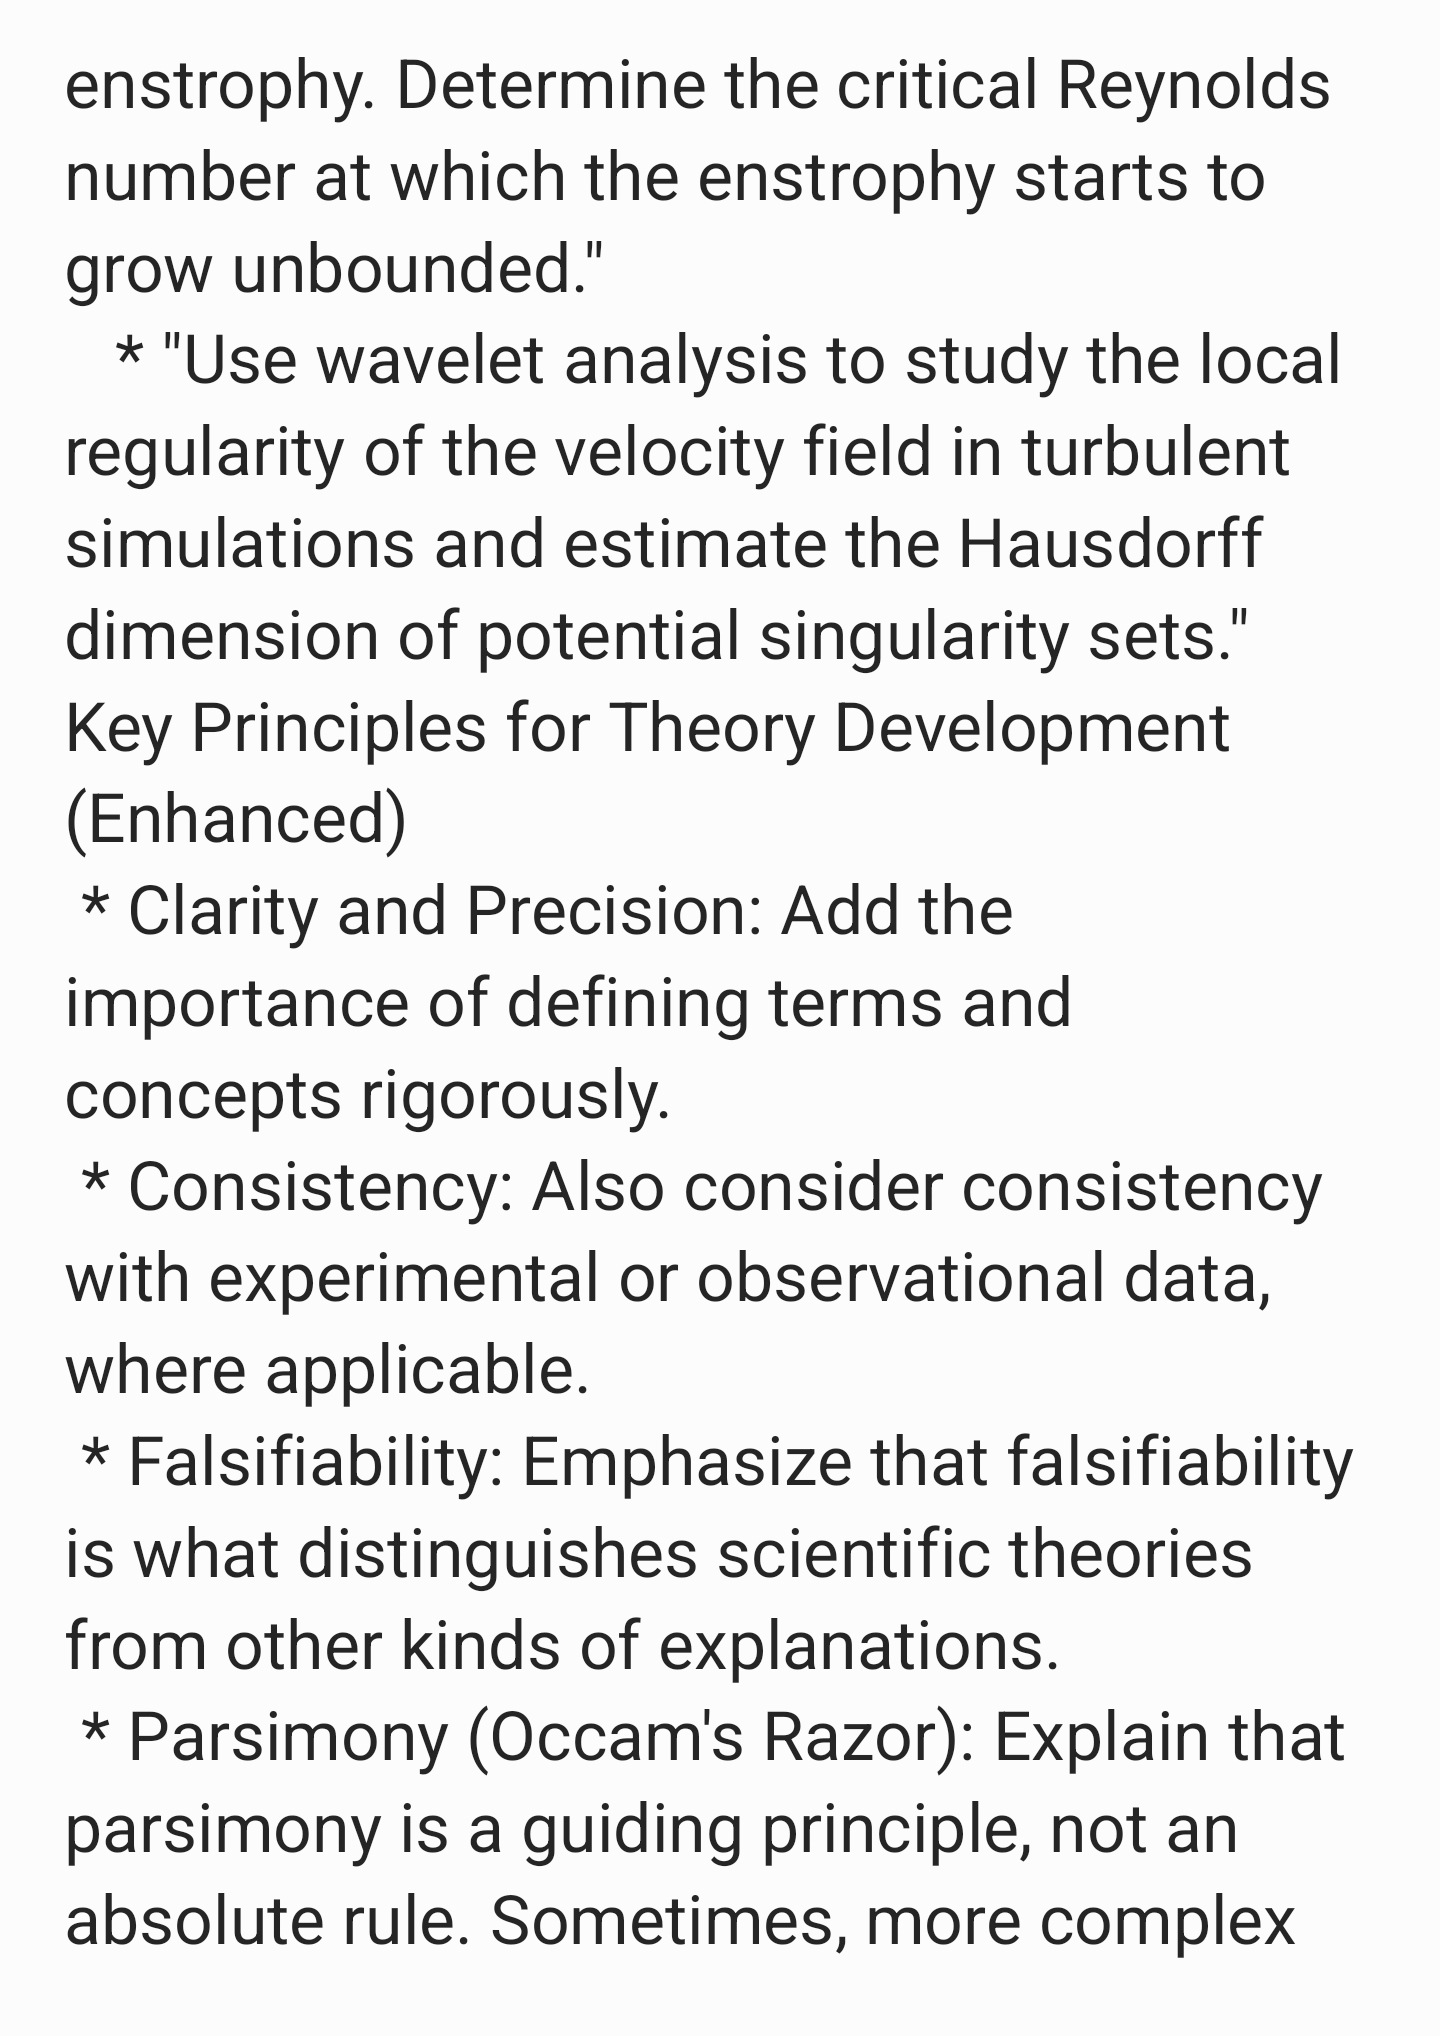 enstrophy. Determine the critical Reynolds
number at which the enstrophy starts to
grow unbounded."
* "Use wavelet analysis to study the local
regularity of the velocity field in turbulent
simulations and estimate the Hausdorff
dimension of potential singularity sets."
Key Principles for Theory Development
(Enhanced)
* Clarity and Precision: Add the
importance of defining terms and
concepts rigorously.
* Consistency: Also consider consistency
with experimental or observational data,
where applicable.
* Falsifiability: Emphasize that falsifiability
is what distinguishes scientific theories
from other kinds of explanations.
* Parsimony (Occam's Razor): Explain that
parsimony is a guiding principle, not an
absolute rule. Sometimes, more complex